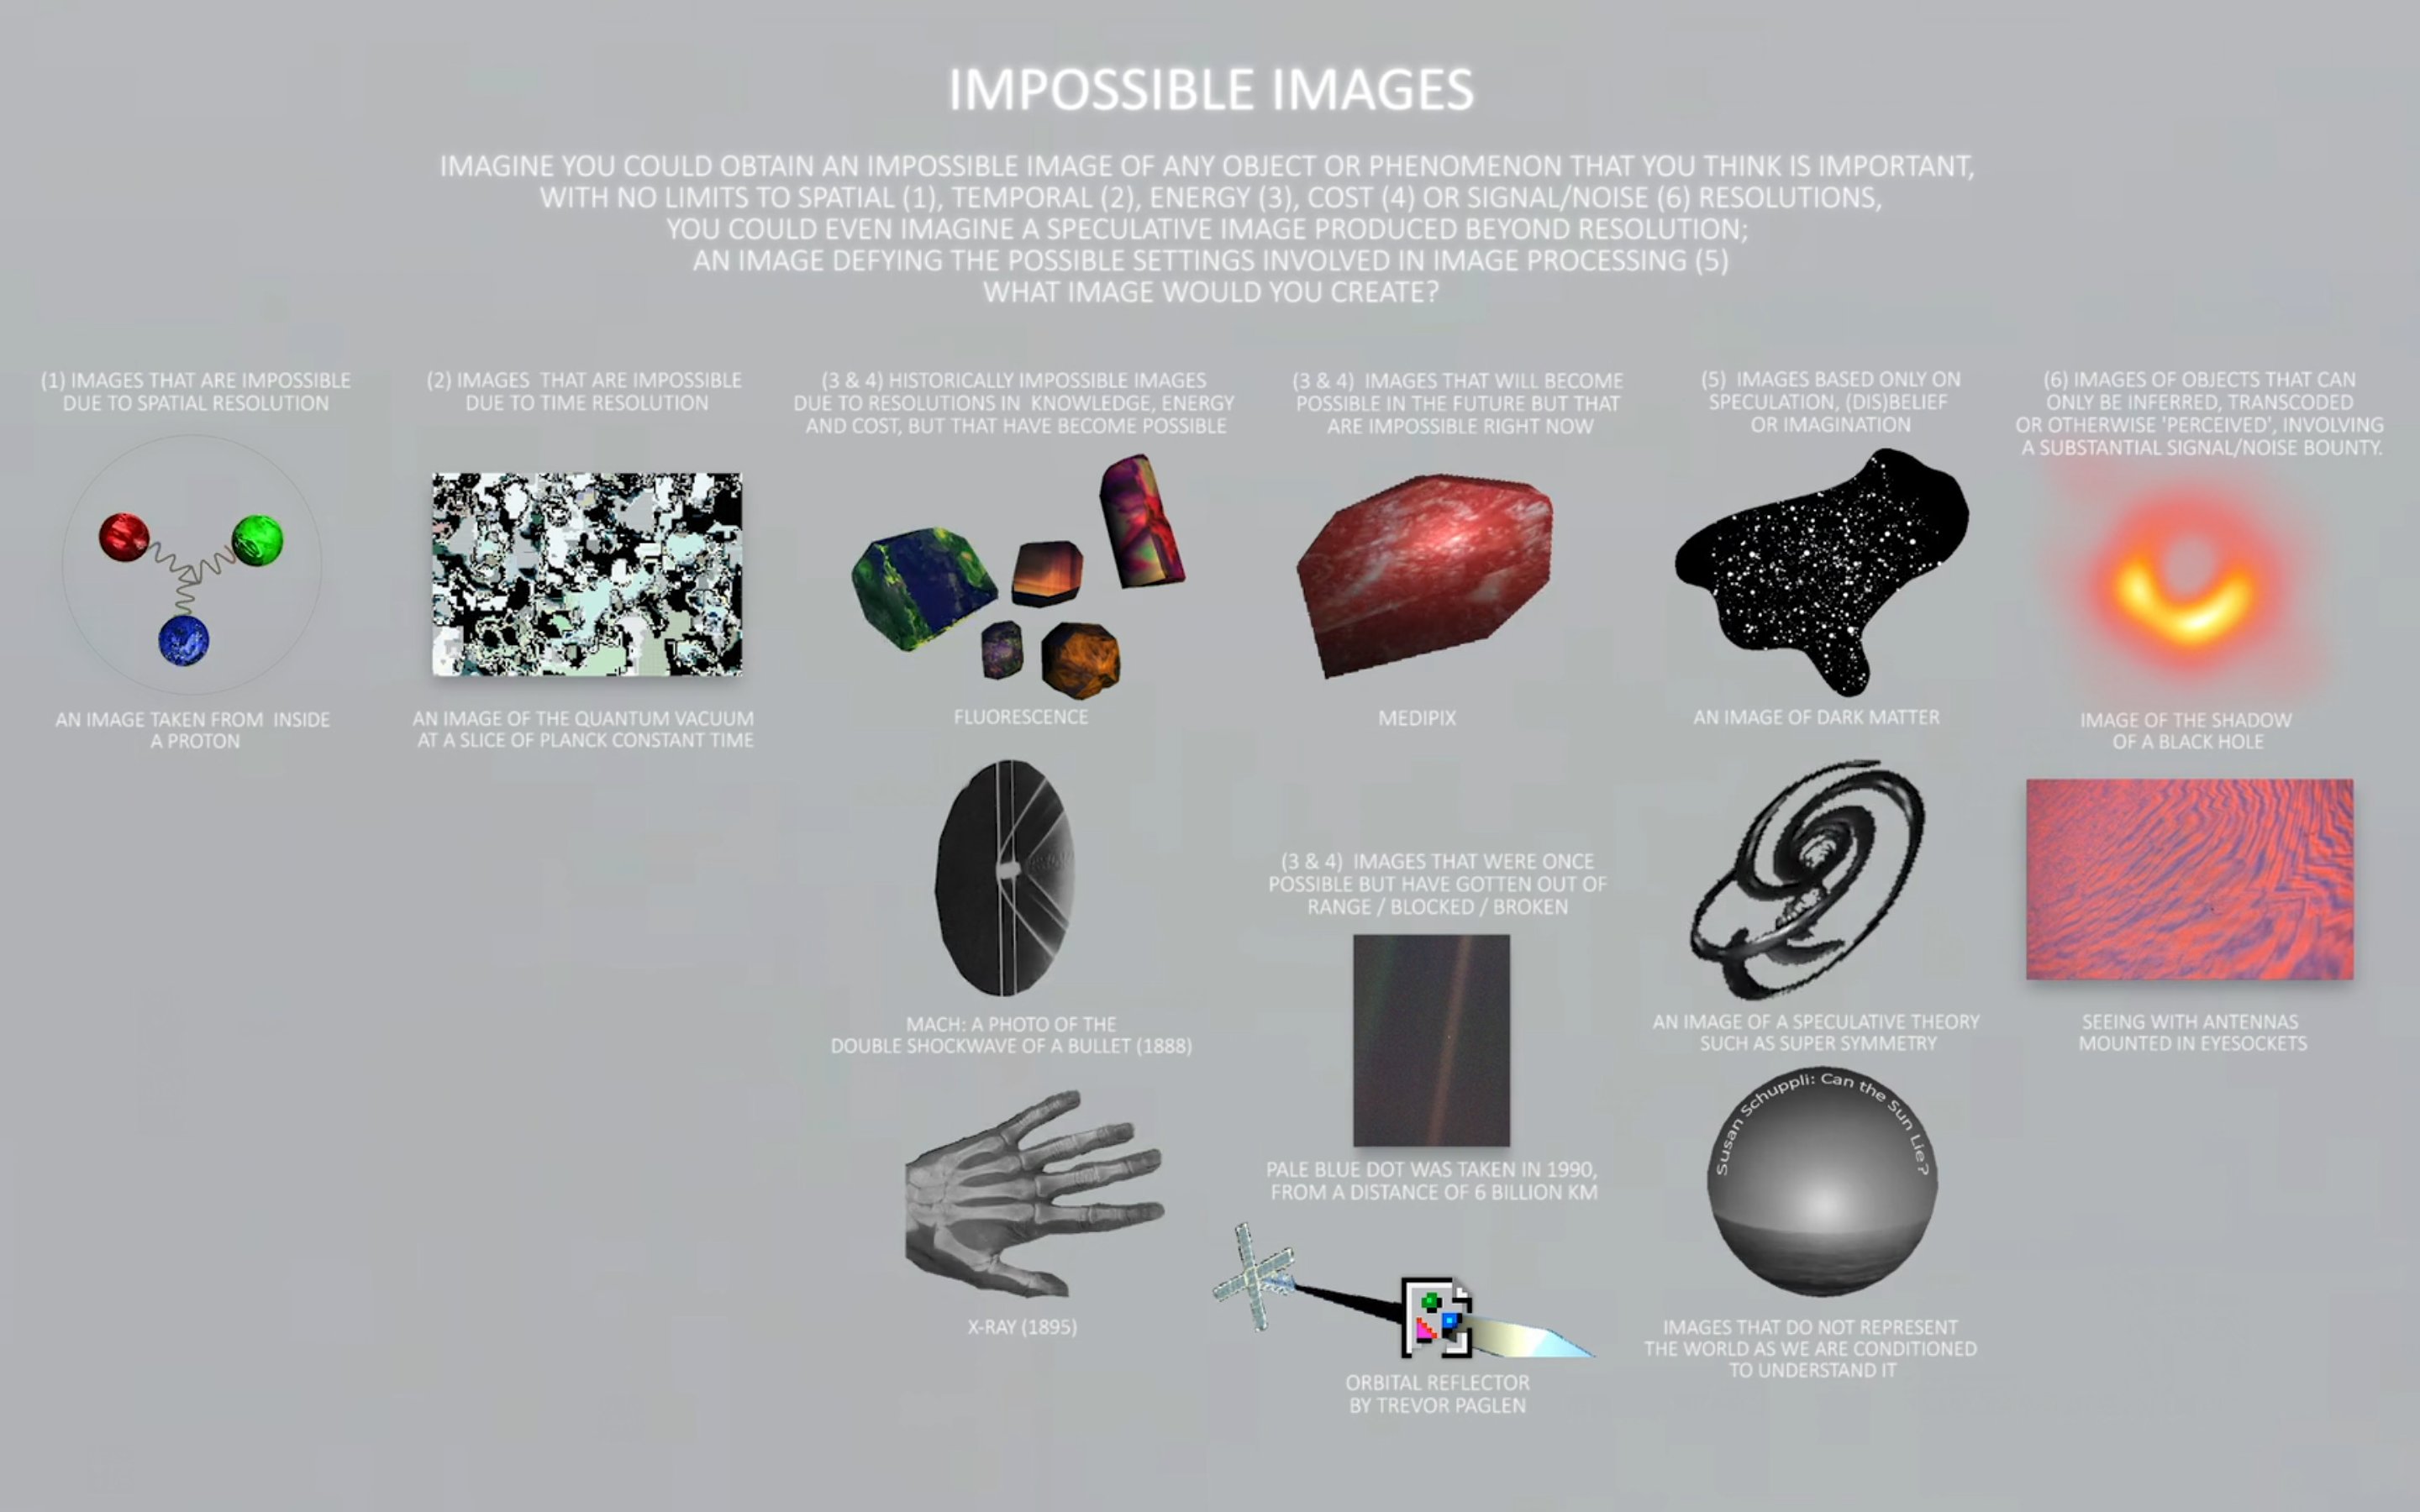 IMPOSSIBLE IMAGES
IMAGINE YOU COULD OBTAIN AN IMPOSSIBLE IMAGE OF ANY OBJECT OR PHENOMENON THAT YOU THINK IS IMPORTANT,
WITH NO LIMITS TO SPATIAL (1), TEMPORAL (2), ENERGY (3), COST (4) OR SIGNAL/NOISE (6) RESOLUTIONS,
YOU COULD EVEN IMAGINE A SPECULATIVE IMAGE PRODUCED BEYOND RESOLUTION;
AN IMAGE DEFYING THE POSSIBLE SETTINGS INVOLVED IN IMAGE PROCESSING (5)
WHAT IMAGE WOULD YOU CREATE?
(1) IMAGES THAT ARE IMPOSSIBLE
DUE TO SPATIAL RESOLUTION
AN IMAGE TAKEN FROM INSIDE
A PROTON
(2) IMAGES THAT ARE IMPOSSIBLE
DUE TO TIME RESOLUTION
AN IMAGE OF THE QUANTUM VACUUM
AT A SLICE OF PLANCK CONSTANT TIME
(3 & 4) HISTORICALLY IMPOSSIBLE IMAGES
DUE TO RESOLUTIONS IN KNOWLEDGE, ENERGY
AND COST, BUT THAT HAVE BECOME POSSIBLE
FLUORESCENCE
MACH: A PHOTO OF THE
DOUBLE SHOCKWAVE OF A BULLET (1888)
X-RAY (1895)
(3 & 4) IMAGES THAT WILL BECOME
POSSIBLE IN THE FUTURE BUT THAT
ARE IMPOSSIBLE RIGHT NOW
MEDIPIX
(3 & 4) IMAGES THAT WERE ONCE
POSSIBLE BUT HAVE GOTTEN OUT OF
RANGE / BLOCKED / BROKEN
PALE BLUE DOT WAS TAKEN IN 1990,
FROM A DISTANCE OF 6 BILLION KM
ORBITAL REFLECTOR
BY TREVOR PAGLEN
(5) IMAGES BASED ONLY ON
SPECULATION, (DIS)BELIEF
OR IMAGINATION
AN IMAGE OF DARK MATTER
AN IMAGE OF A SPECULATIVE THEORY
SUCH AS SUPER SYMMETRY
Susan Schuppli: Can the Sun Lie?
IMAGES THAT DO NOT REPRESENT
THE WORLD AS WE ARE CONDITIONED
TO UNDERSTAND IT
(6) IMAGES OF OBJECTS THAT CAN
ONLY BE INFERRED, TRANSCODED
OR OTHERWISE 'PERCEIVED', INVOLVING
A SUBSTANTIAL SIGNAL/NOISE BOUNTY.
IMAGE OF THE SHADOW
OF A BLACK HOLE
SEEING WITH ANTENNAS
MOUNTED IN EYESOCKETS